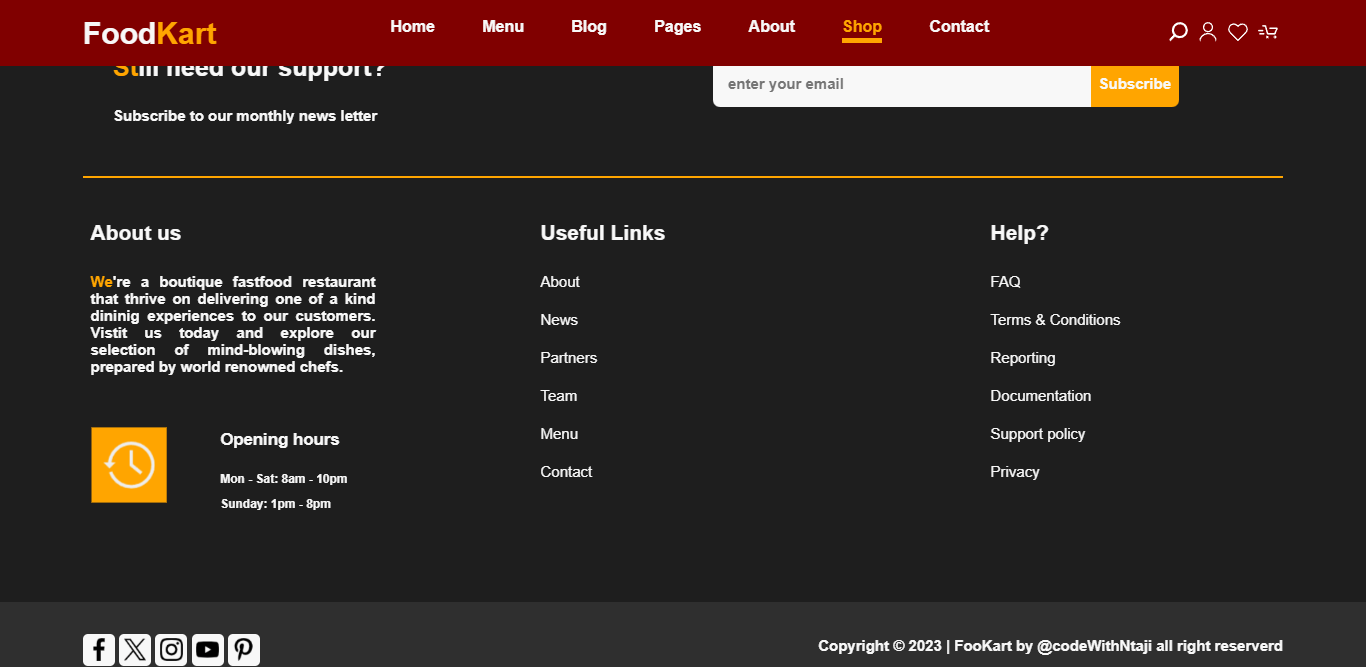 FoodKart
Home Menu Blog Pages About Shop Contact
Still need our support?
enter your email
Subscribe
Subscribe to our monthly news letter
About us
We're a boutique fastfood restaurant
that thrive on delivering one of a kind
dininig experiences to our customers.
Vistit us today and explore our
selection of mind-blowing dishes,
prepared by world renowned chefs.
Opening hours
Mon - Sat: 8am - 10pm
Sunday: 1pm - 8pm
Useful Links
About
News
Partners
Team
Menu
Contact
Help?
FAQ
Terms & Conditions
Reporting
Documentation
Support policy
Privacy
Copyright © 2023 | FooKart by @codeWithNtaji all right reserverd